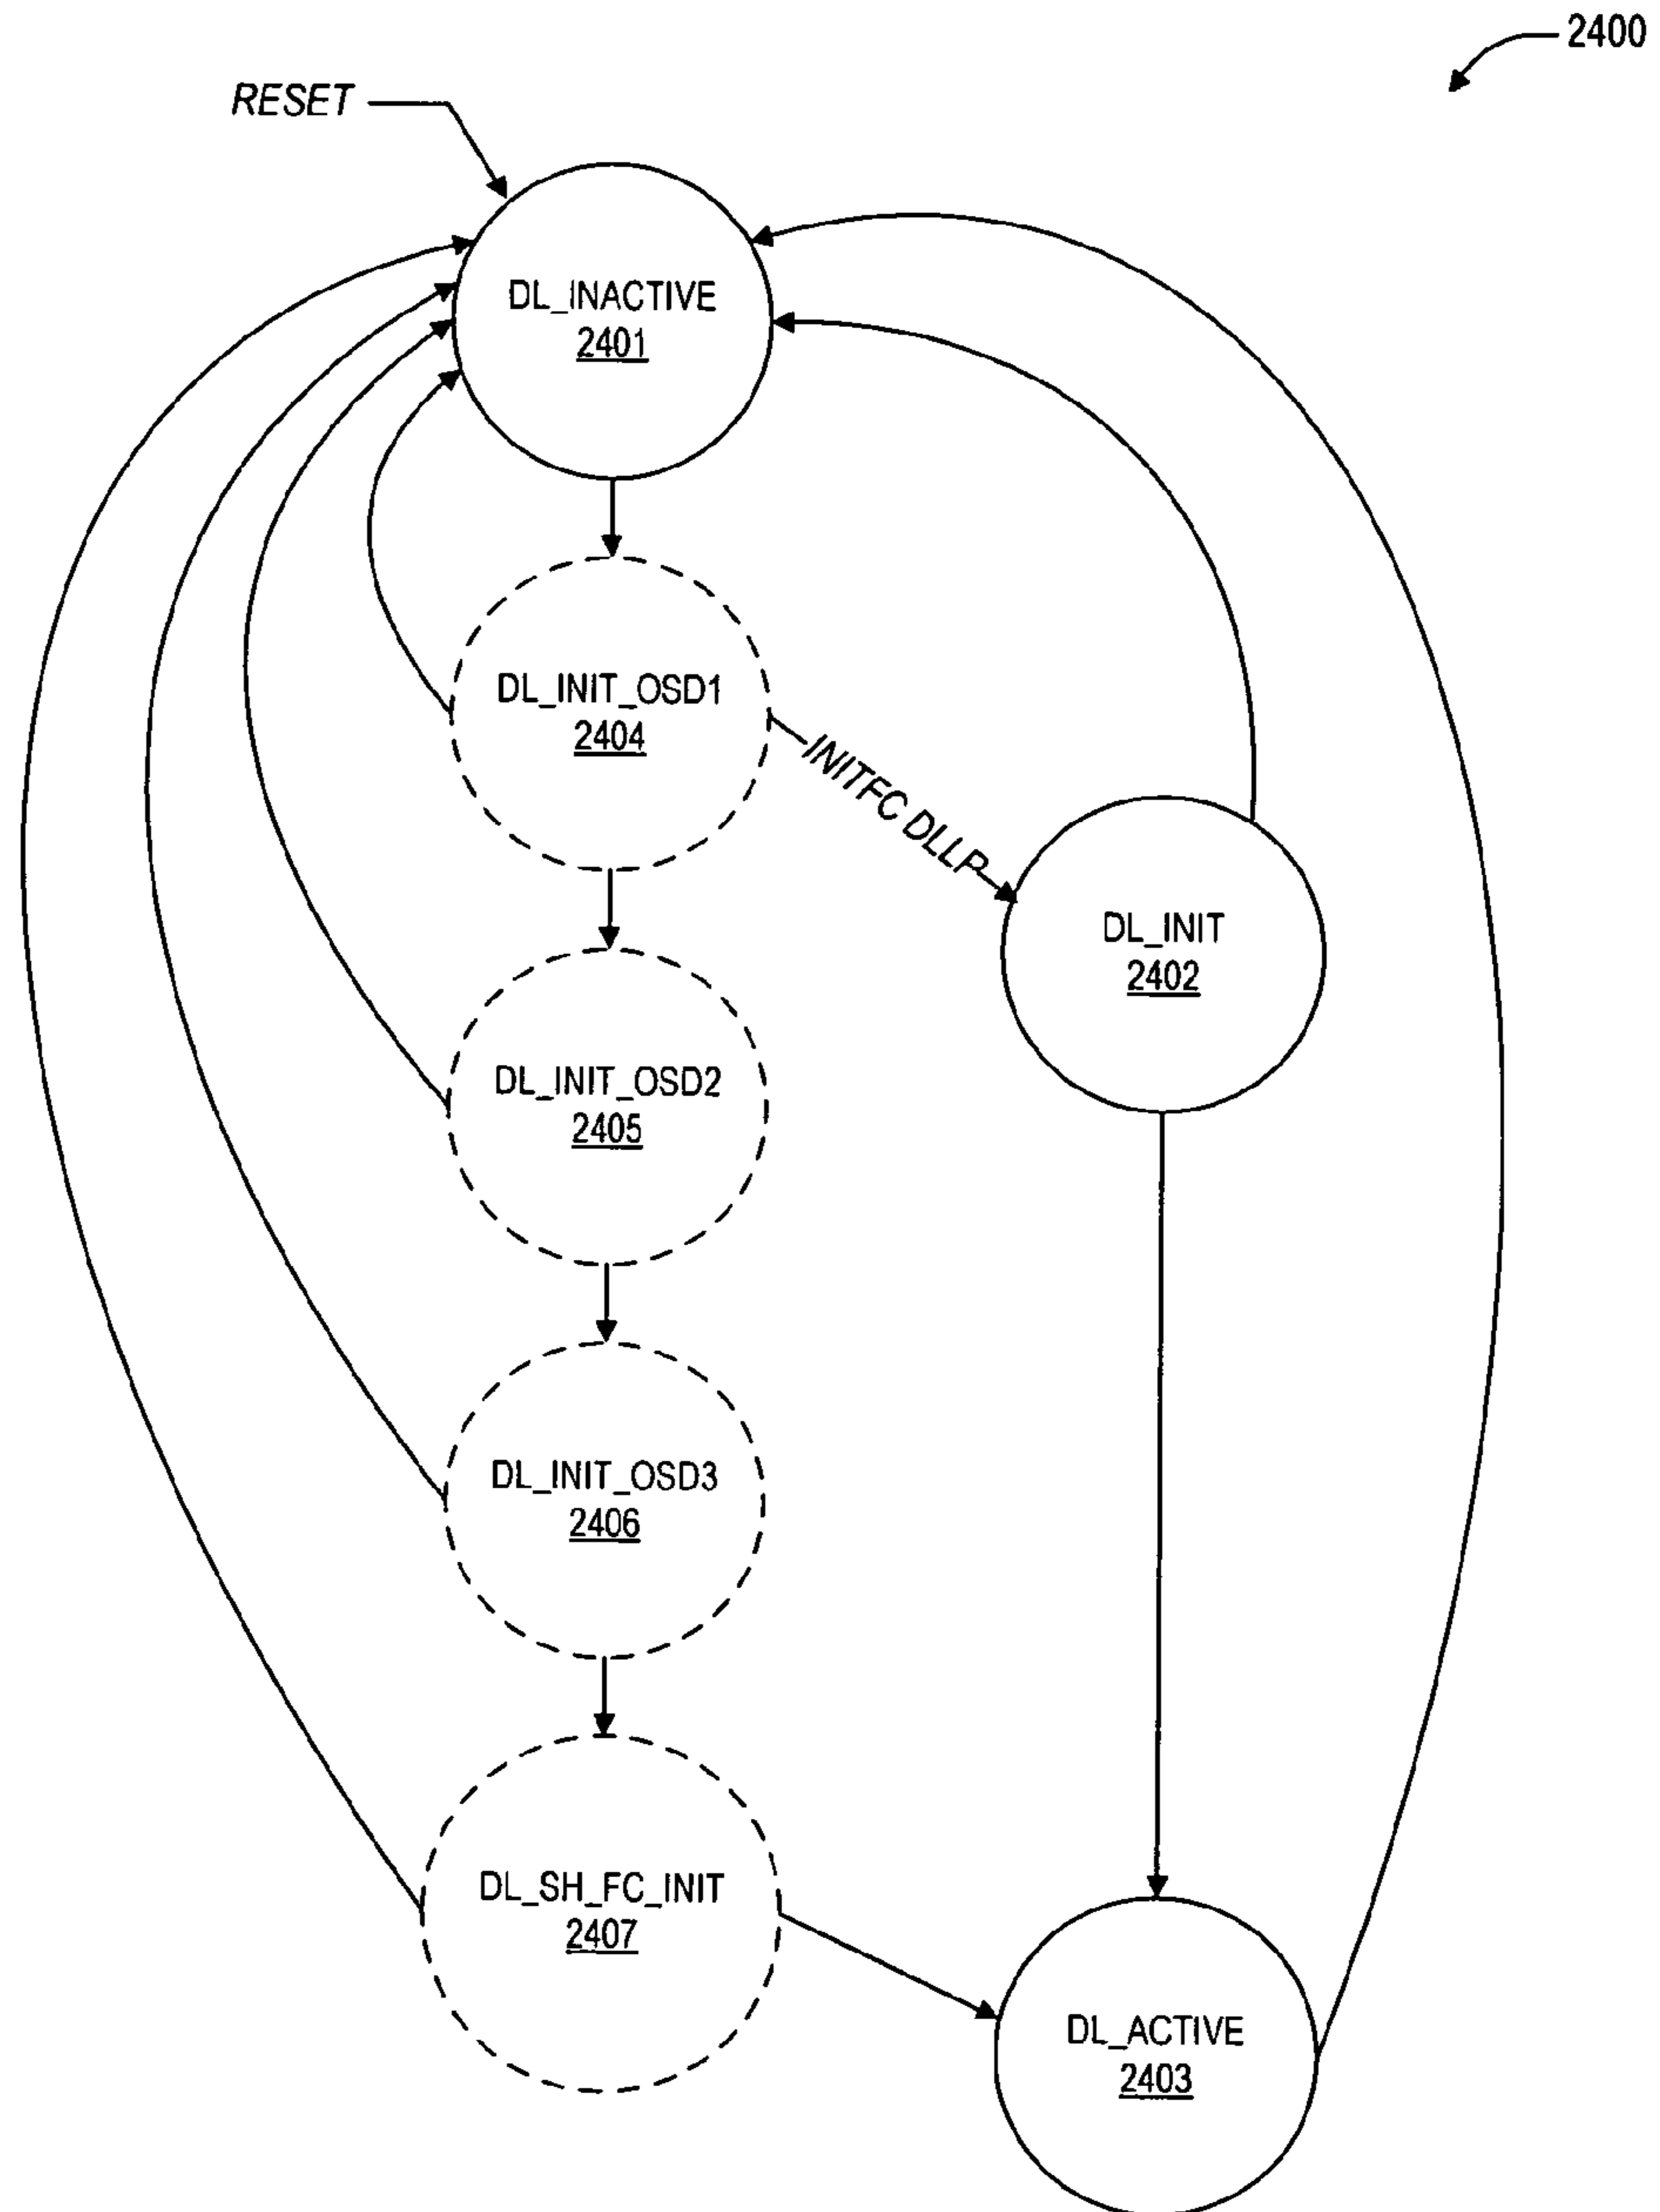 2400
RESET
DL_INACTIVE
2401
DL_INIT_OSD1
2404
INITFC DLLP
DL_INIT
2402
DL_INIT_OSD2
2405
DL_INIT_OSD3
2406
DL_SH_FC_INIT
2407
DL_ACTIVE
2403